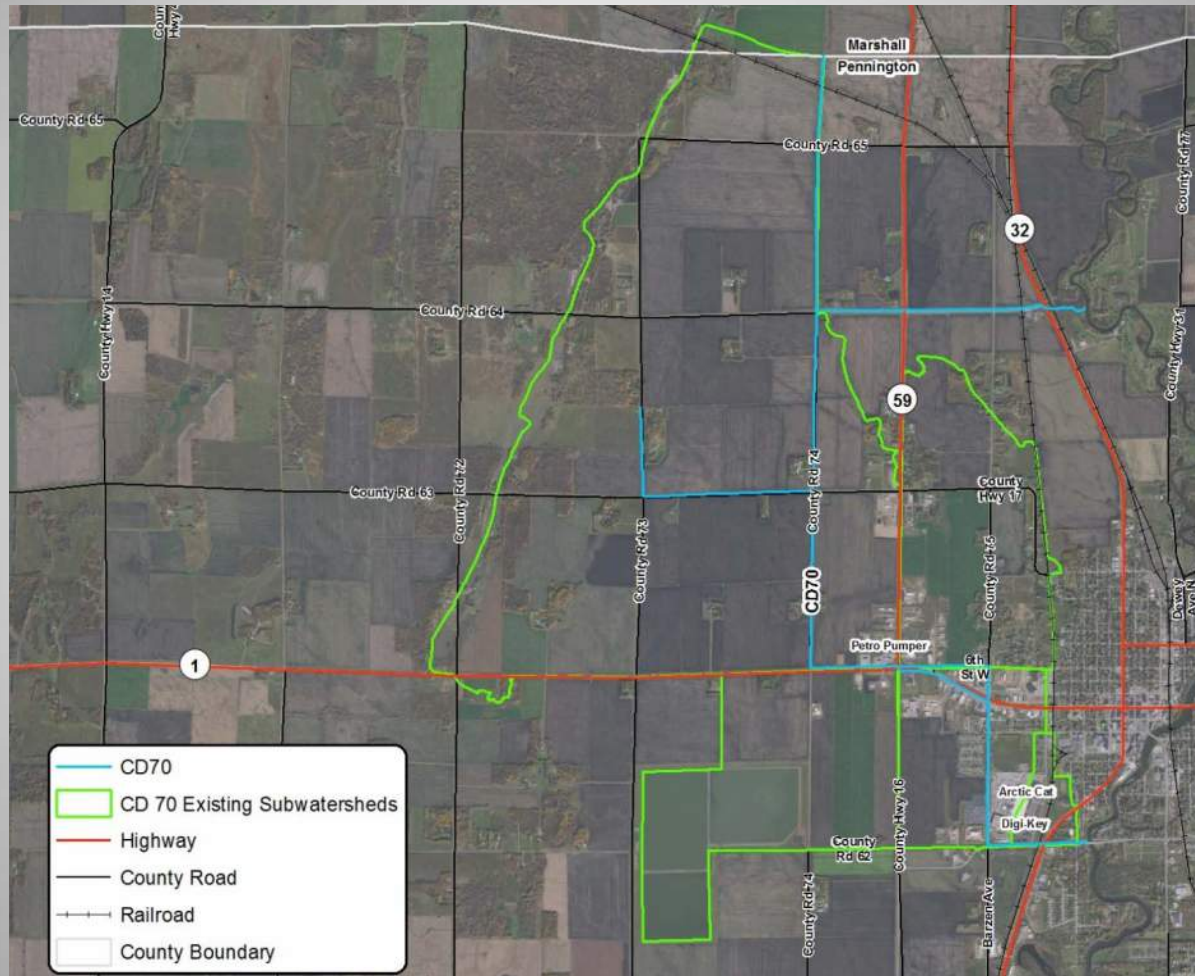 County
Hwy 4
Marshall
Pennington
County Rd 65
County Rd 65
County Rd 77
32
County Hwy 14
County Rd 64
County Hwy 31
59
County Rd 72
County Rd 74
County Rd 63
County
Hwy 17
County Rd 73
CD70
County Rd 75
Dewey
Ave N
Petro Pumper
1
6th
St W
CD70
CD 70 Existing Subwatersheds
Highway
County Road
Railroad
County Boundary
County Hwy 16
Arctic Cat
Digi-Key
County
Rd 62
County Rd 74
Barzen Ave